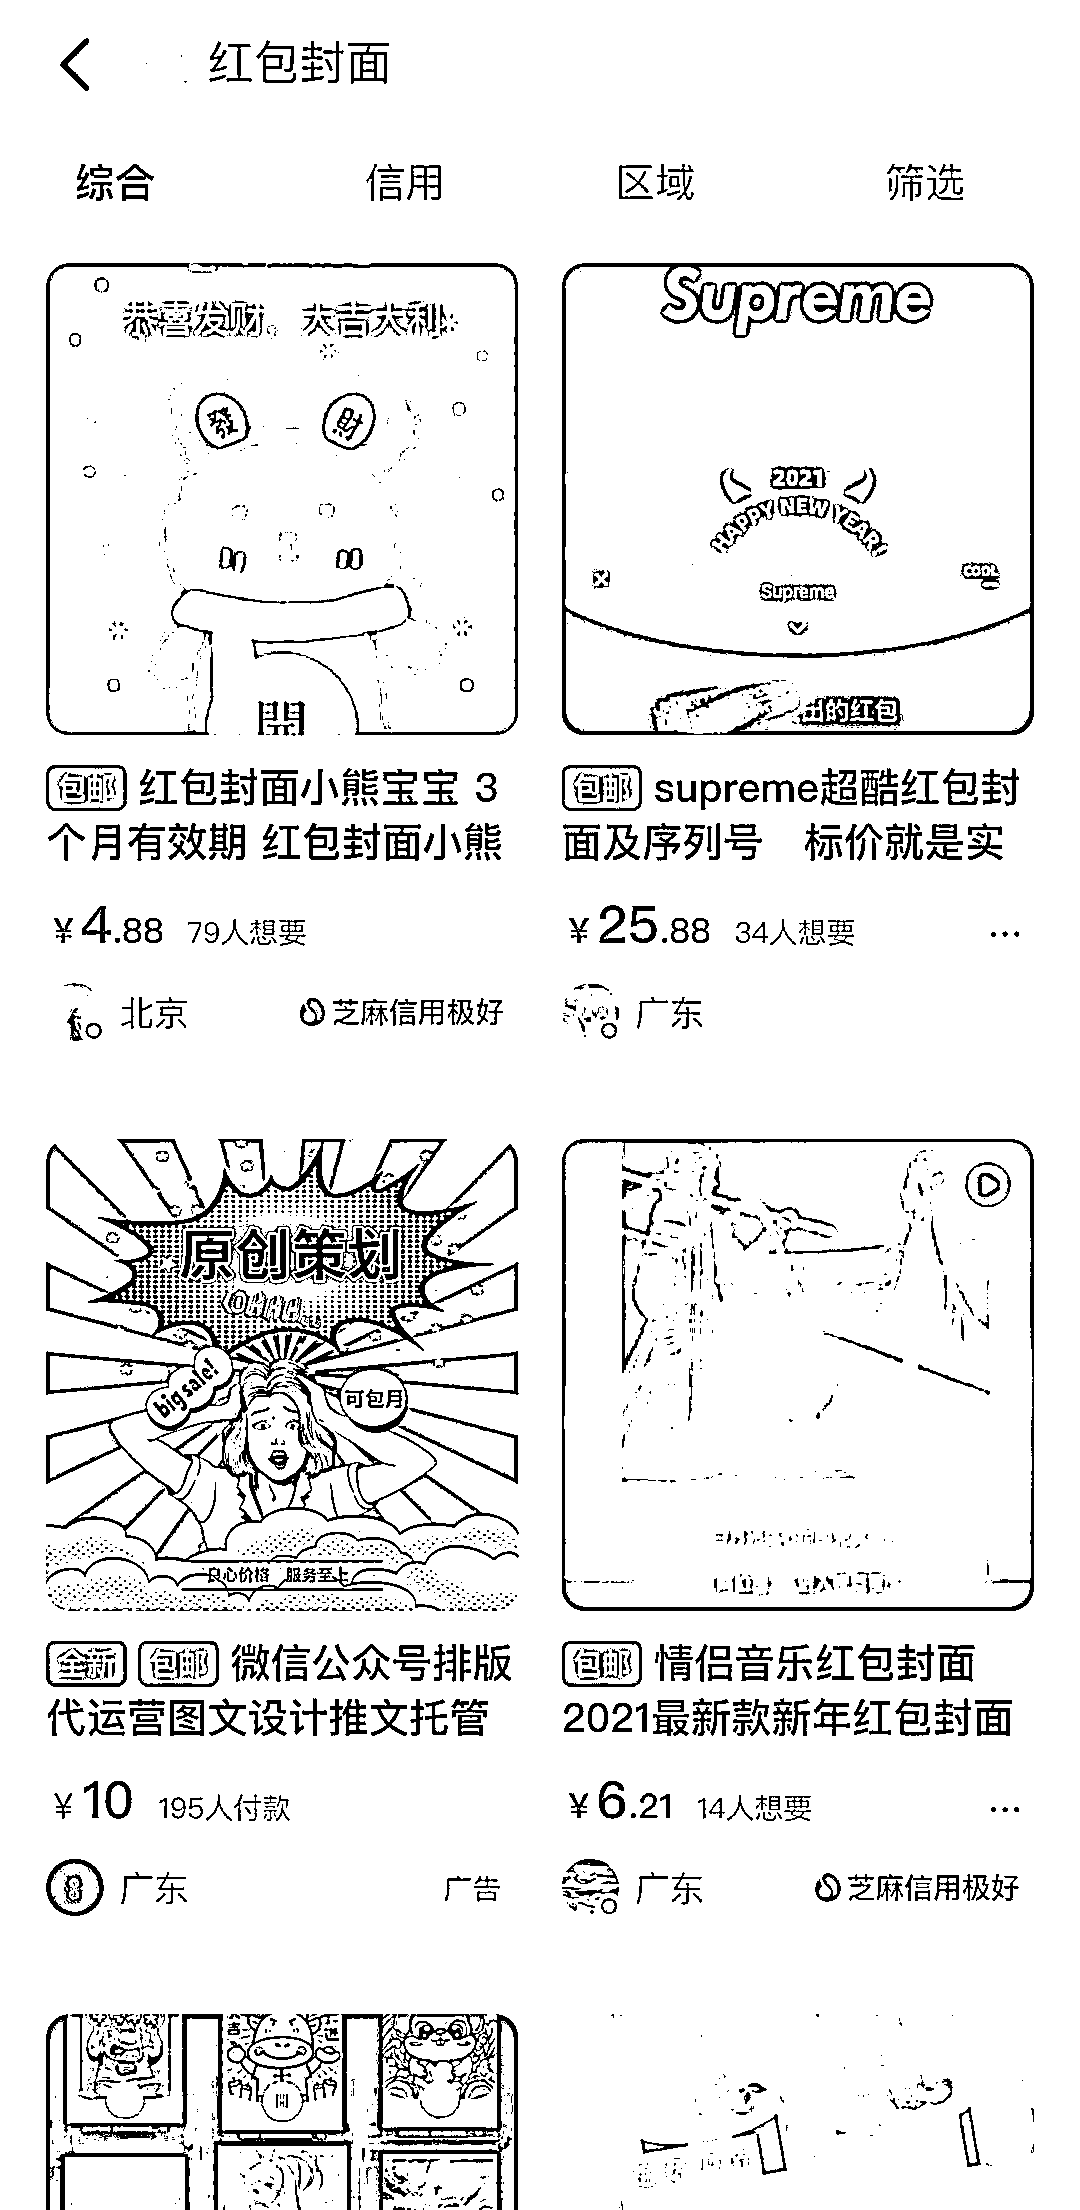 红包封面
综合
信用
区域
筛选
恭喜发财。大吉大利
發
財
開
Supreme
2021
HAPPY NEW YEAR!
COOL
Supreme
的红包
包邮 红包封面小熊宝宝 3
个月有效期 红包封面小熊
¥4.88 79人想要
北京 芝麻信用极好
包邮 supreme超酷红包封
面及序列号 标价就是实
¥25.88 34人想要 ...
广东
原创策划
OHHH...
big sale!
可包月
良心价格 服务至上
全新 包邮 微信公众号排版
代运营图文设计推文托管
¥10 195人付款
广东 广告
包邮 情侣音乐红包封面
2021最新款新年红包封面
¥6.21 14人想要 ...
广东 芝麻信用极好